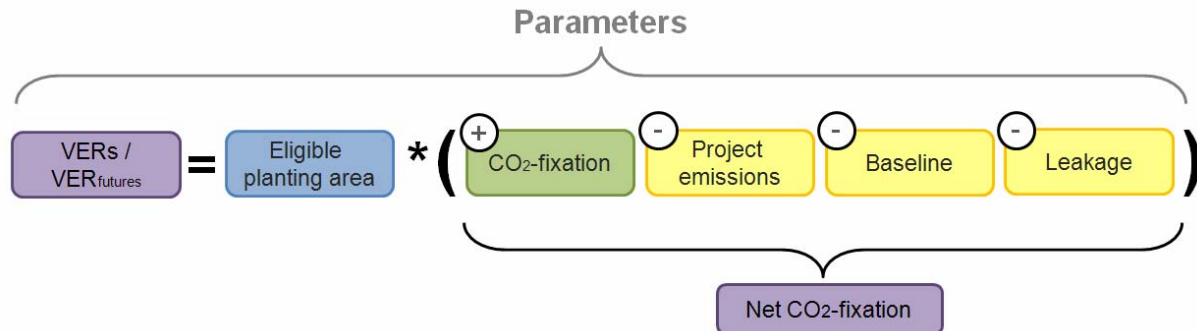 Parameters
VERs /
VERfutures
=
Eligible
planting area
*
(
+
CO2-fixation
-
Project
emissions
-
Baseline
-
Leakage
)
Net CO2-fixation